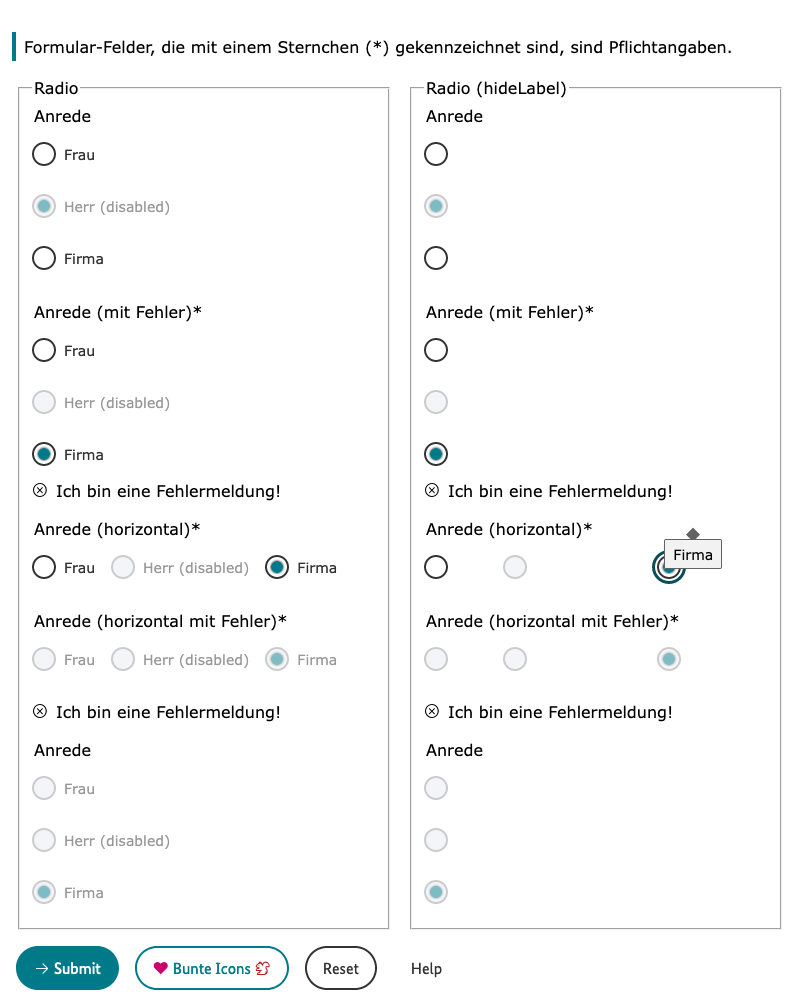 Formular-Felder, die mit einem Sternchen (*) gekennzeichnet sind, sind Pflichtangaben.
Radio
Anrede
Frau
Herr (disabled)
Firma
Anrede (mit Fehler)*
Frau
Herr (disabled)
Firma
Ich bin eine Fehlermeldung!
Anrede (horizontal)*
Frau Herr (disabled) Firma
Anrede (horizontal mit Fehler)*
Frau Herr (disabled) Firma
Ich bin eine Fehlermeldung!
Anrede
Frau
Herr (disabled)
Firma
Radio (hideLabel)
Anrede
Anrede (mit Fehler)*
Ich bin eine Fehlermeldung!
Anrede (horizontal)*
Firma
Anrede (horizontal mit Fehler)*
Ich bin eine Fehlermeldung!
Anrede
Submit Bunte Icons Reset Help